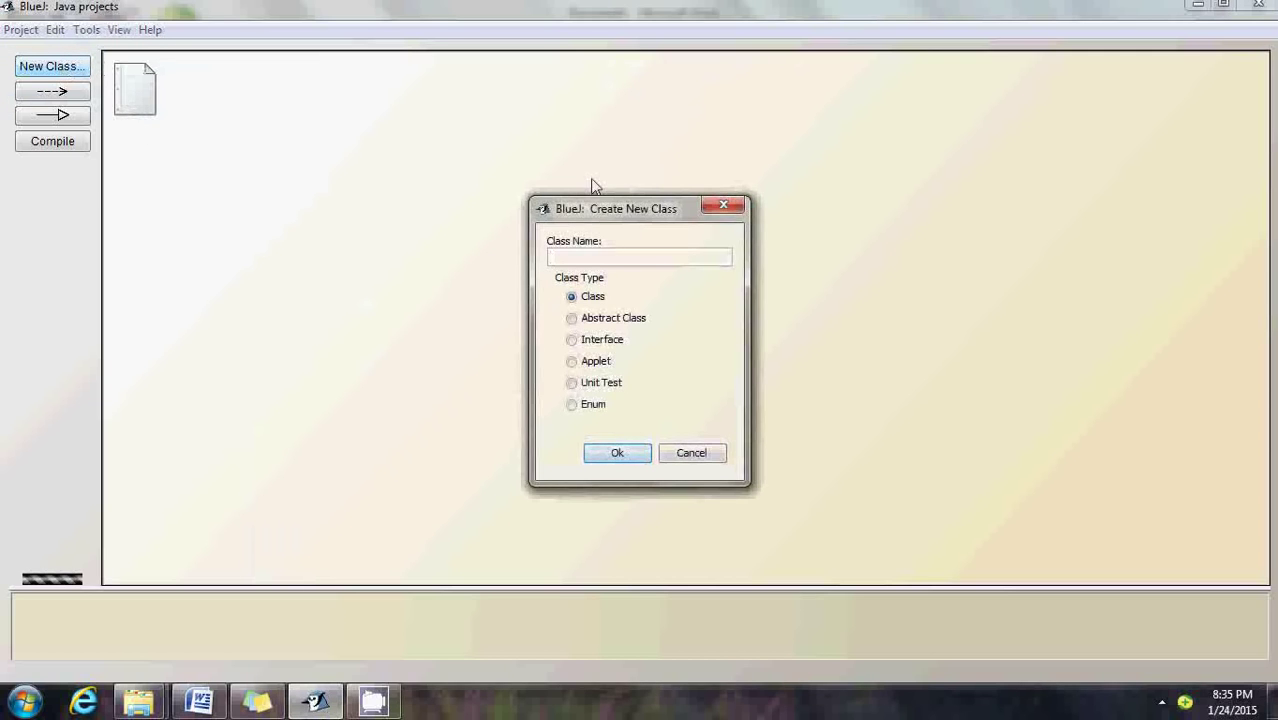 BlueJ: Java projects
Project Edit Tools View Help
New Class...
Compile
BlueJ: Create New Class
Class Name:
Class Type
Class
Abstract Class
Interface
Applet
Unit Test
Enum
Ok Cancel
8:35 PM
1/24/2015